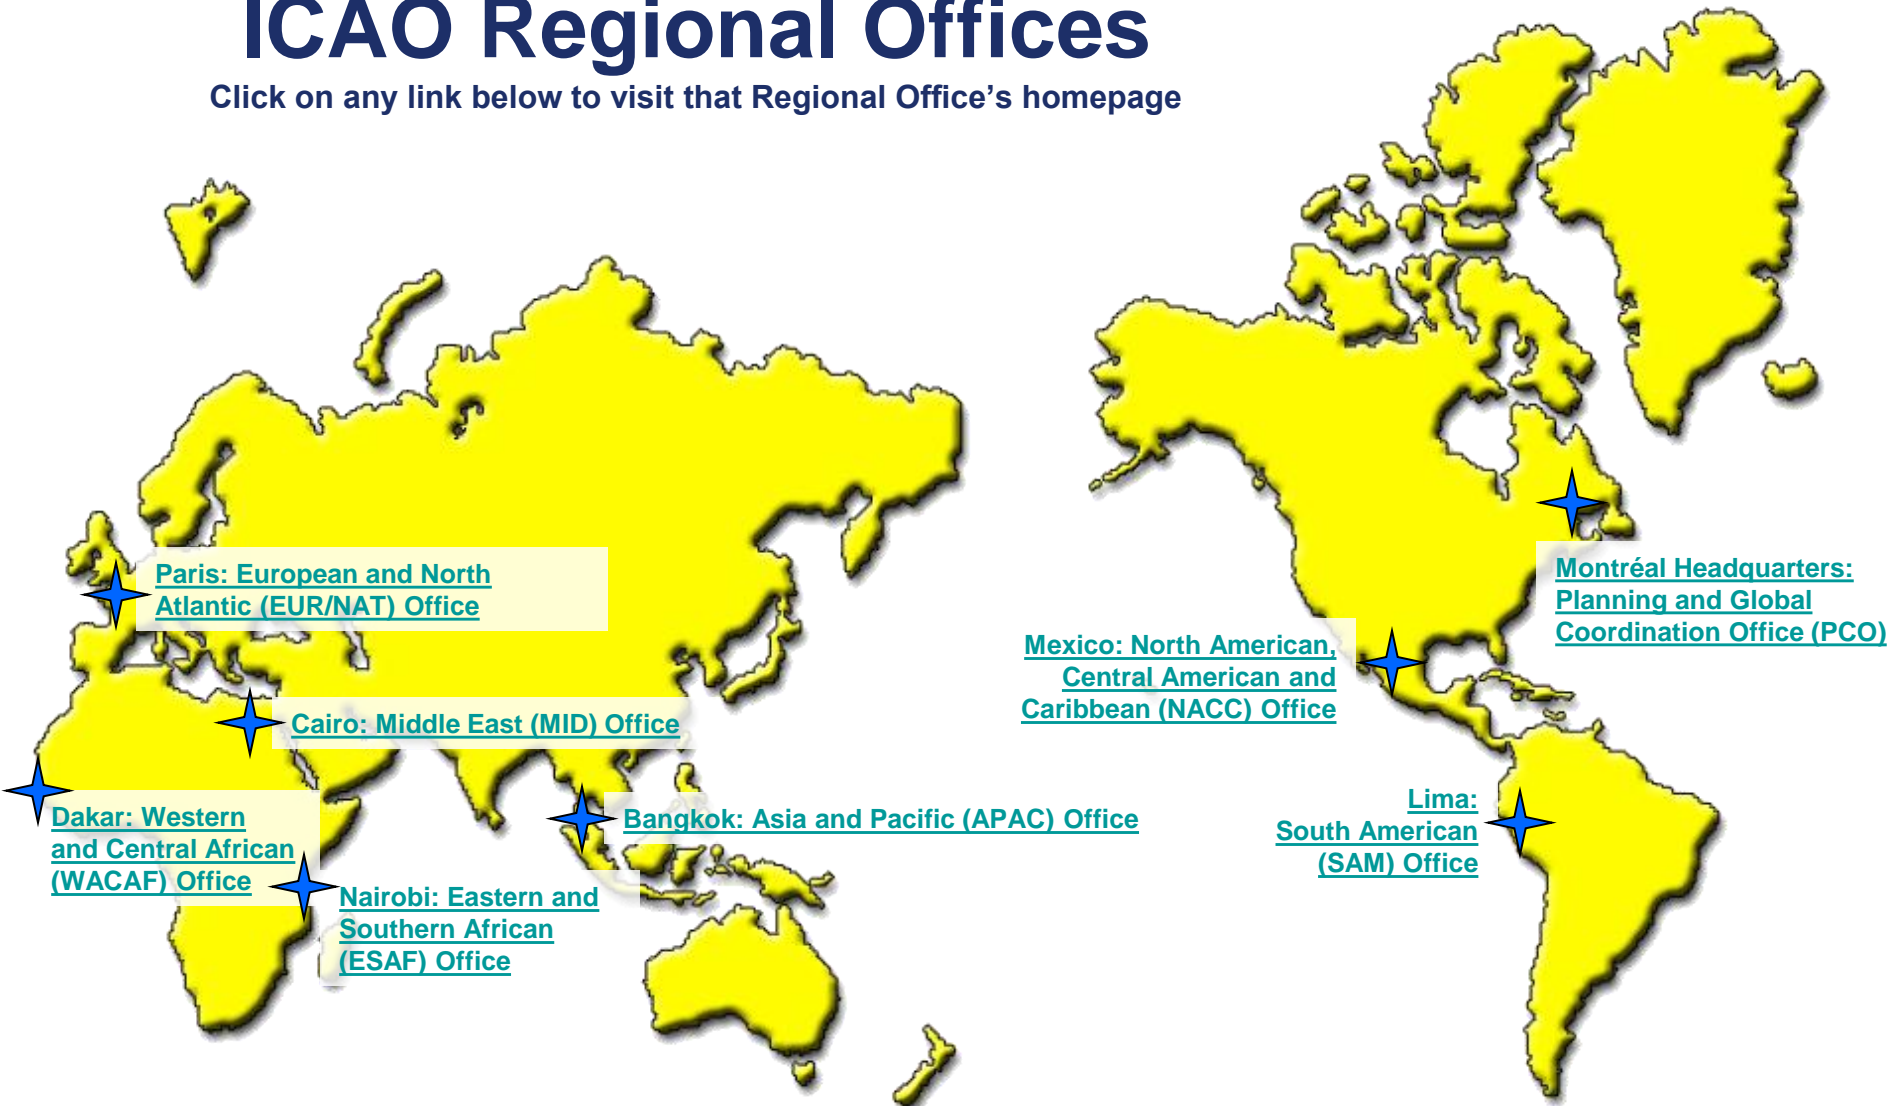 ICAO Regional Offices
Click on any link below to visit that Regional Office’s homepage
Paris: European and North
Atlantic (EUR/NAT) Office
Montréal Headquarters:
Planning and Global
Coordination Office (PCO)
Mexico: North American,
Central American and
Caribbean (NACC) Office
Cairo: Middle East (MID) Office
Dakar: Western
and Central African
(WACAF) Office
Bangkok: Asia and Pacific (APAC) Office
Lima:
South American
(SAM) Office
Nairobi: Eastern and
Southern African
(ESAF) Office